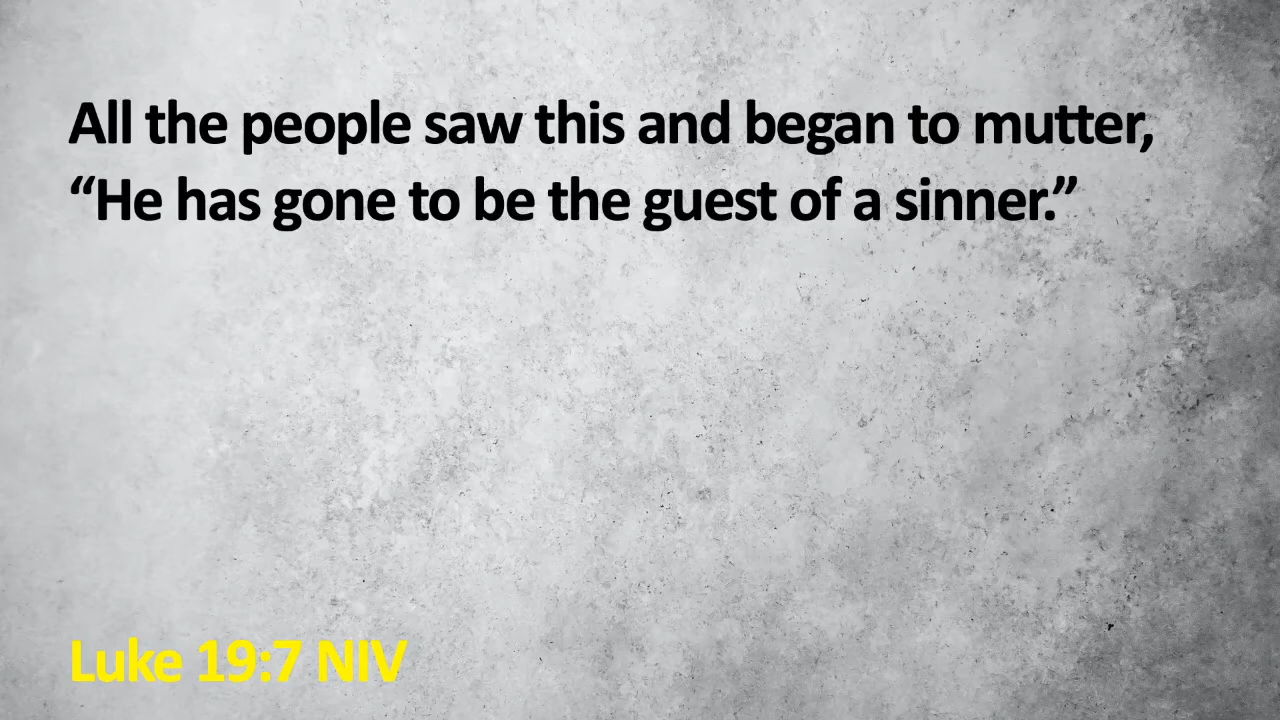 All the people saw this and began to mutter,
“He has gone to be the guest of a sinner.”
Luke 19:7 NIV